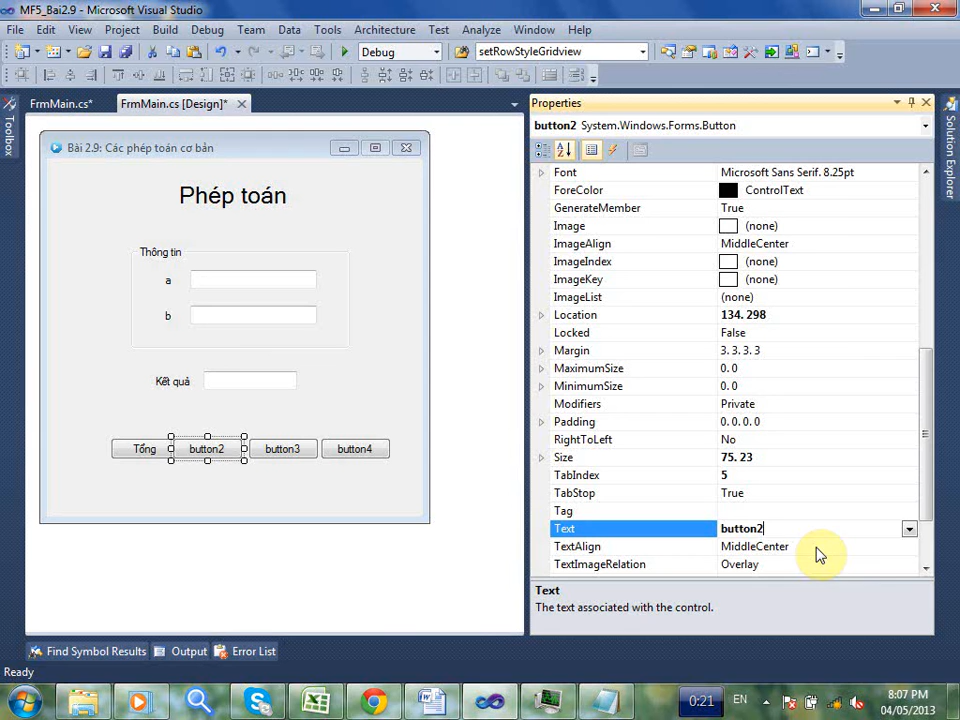 MF5_Bai2.9 - Microsoft Visual Studio
File Edit View Project Build Debug Team Data Tools Architecture Test Analyze Window Help
Debug setRowStyleGridview
FrmMain.cs* FrmMain.cs [Design]*
Toolbox
Bài 2.9: Các phép toán cơ bản
Phép toán
Thông tin
a
b
Kết quả
Tổng button2 button3 button4
Properties
button2 System.Windows.Forms.Button
Font Microsoft Sans Serif. 8.25pt
ForeColor ControlText
GenerateMember True
Image (none)
ImageAlign MiddleCenter
ImageIndex (none)
ImageKey (none)
ImageList (none)
Location 134. 298
Locked False
Margin 3. 3. 3. 3
MaximumSize 0. 0
MinimumSize 0. 0
Modifiers Private
Padding 0. 0. 0. 0
RightToLeft No
Size 75. 23
TabIndex 5
TabStop True
Tag
Text button2
TextAlign MiddleCenter
TextImageRelation Overlay
Text
The text associated with the control.
Solution Explorer
Find Symbol Results Output Error List
Ready
0:21 EN 8:07 PM
04/05/2013